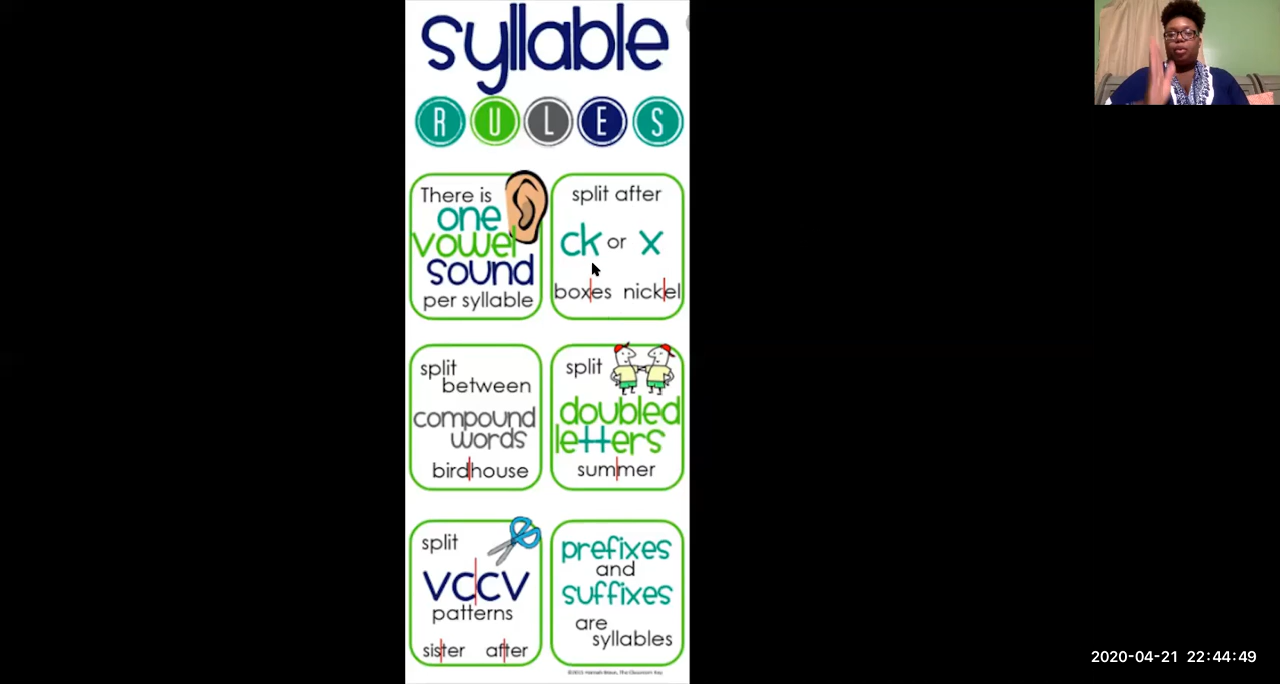 syllable
RULES
There is
one
vowel
sound
per syllable
split after
ck or x
boxes nickel
split
between
compound
words
birdhouse
split
doubled
letters
summer
split
vccv
patterns
sister after
prefixes
and
suffixes
are
syllables
2020-04-21 22:44:49